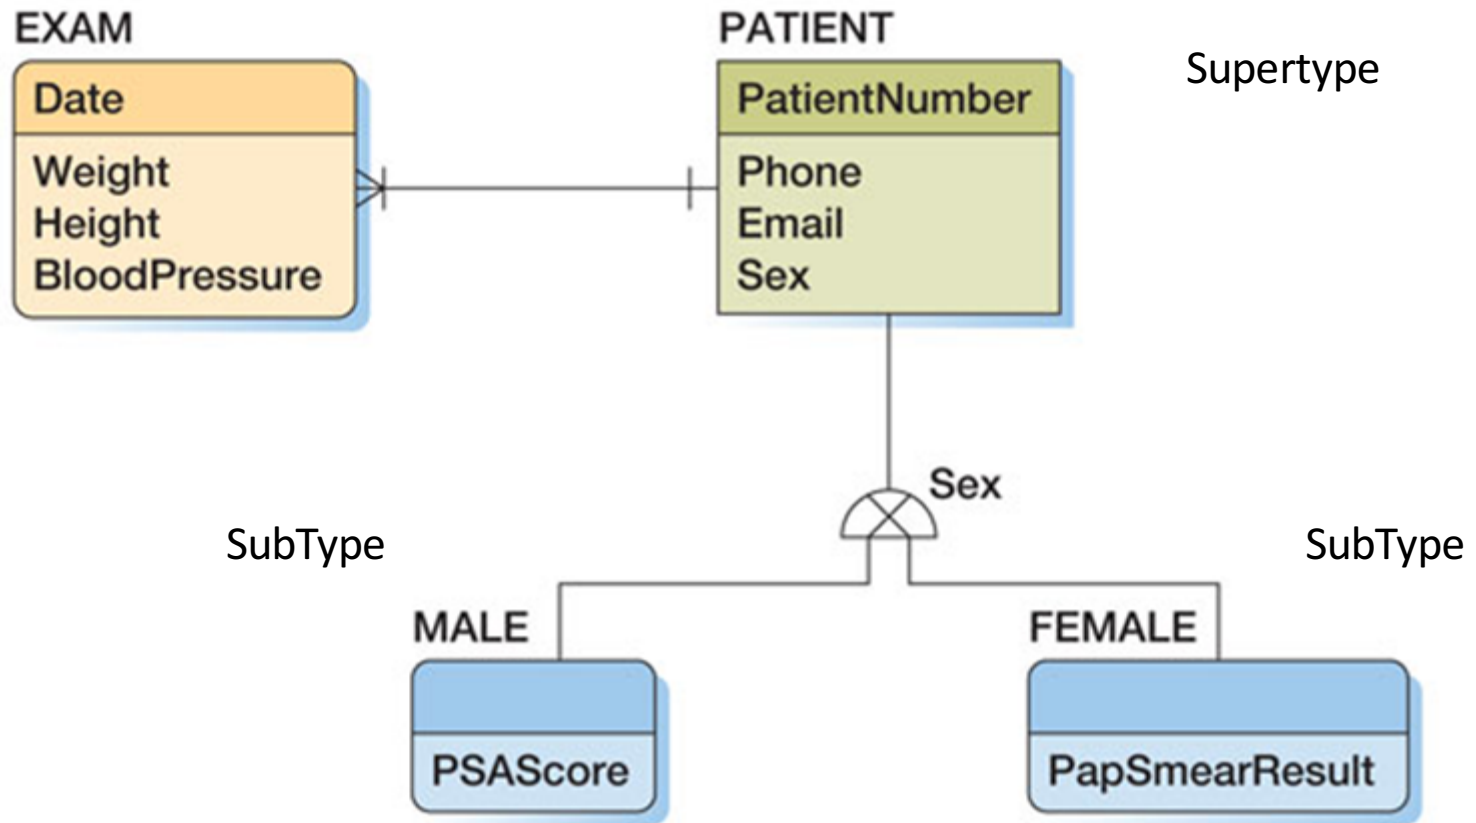 EXAM
PATIENT
Supertype
Date
Weight
Height
BloodPressure
PatientNumber
Phone
Email
Sex
Sex
SubType
SubType
MALE
PSAScore
FEMALE
PapSmearResult